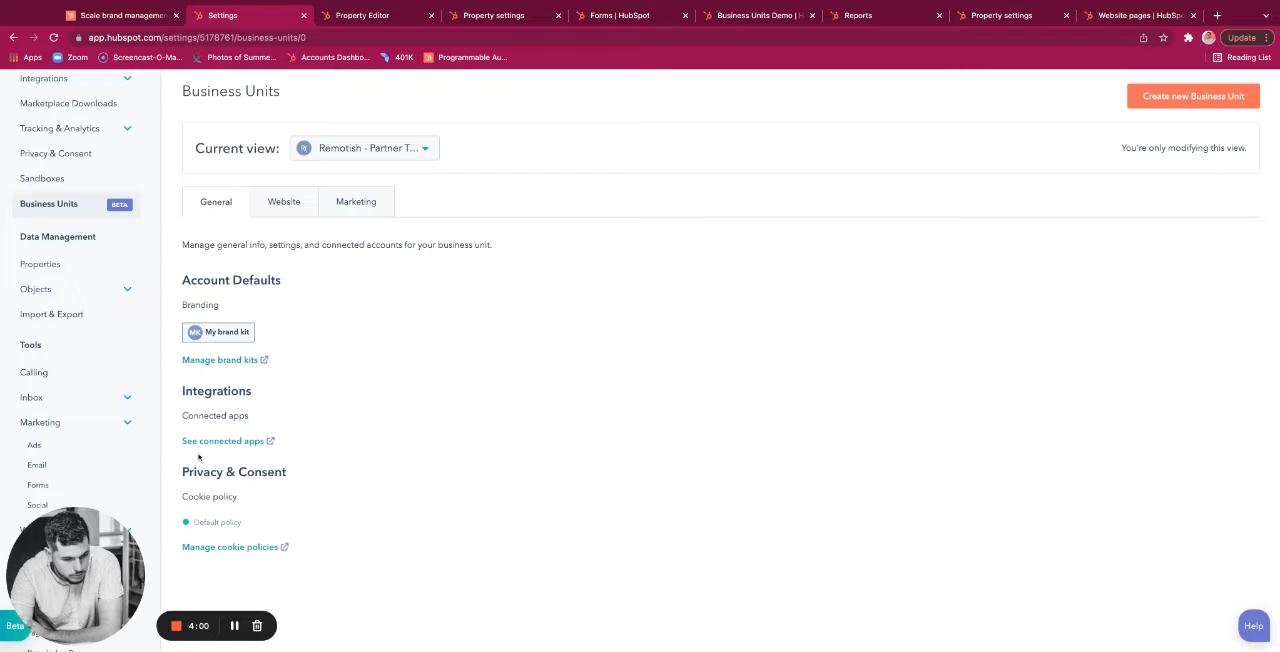 Scale brand managemen
Settings
Property Editor
Property settings
Forms | HubSpot
Business Units Demo | H
Reports
Property settings
Website pages | HubSpo
app.hubspot.com/settings/5178761/business-units/0
Update
Apps
Zoom
Screencast-O-Ma...
Photos of Summe...
Accounts Dashbo...
401K
Programmable Au...
Reading List
Integrations
Marketplace Downloads
Tracking & Analytics
Privacy & Consent
Sandboxes
Business Units
BETA
Data Management
Properties
Objects
Import & Export
Tools
Calling
Inbox
Marketing
Ads
Email
Forms
Social
Beta
Business Units
Create new Business Unit
Current view:
R(
Remotish - Partner T...
You're only modifying this view.
General
Website
Marketing
Manage general info, settings, and connected accounts for your business unit.
Account Defaults
Branding
MK
My brand kit
Manage brand kits
Integrations
Connected apps
See connected apps
Privacy & Consent
Cookie policy
Default policy
Manage cookie policies
4:00
Help